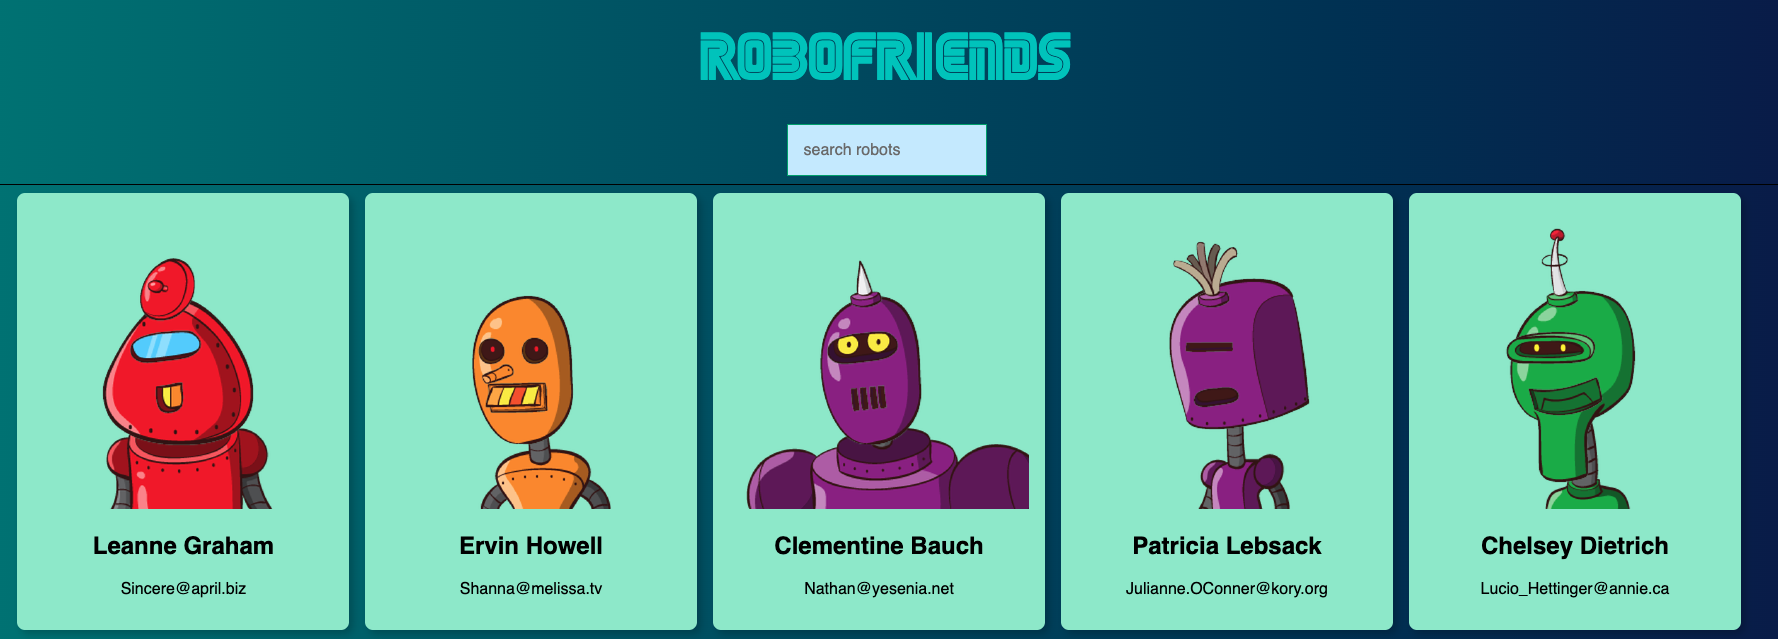 ROBOFRIENDS
search robots
Leanne Graham
Sincere@april.biz
Ervin Howell
Shanna@melissa.tv
Clementine Bauch
Nathan@yesenia.net
Patricia Lebsack
Julianne.OConner@kory.org
Chelsey Dietrich
Lucio_Hettinger@annie.ca